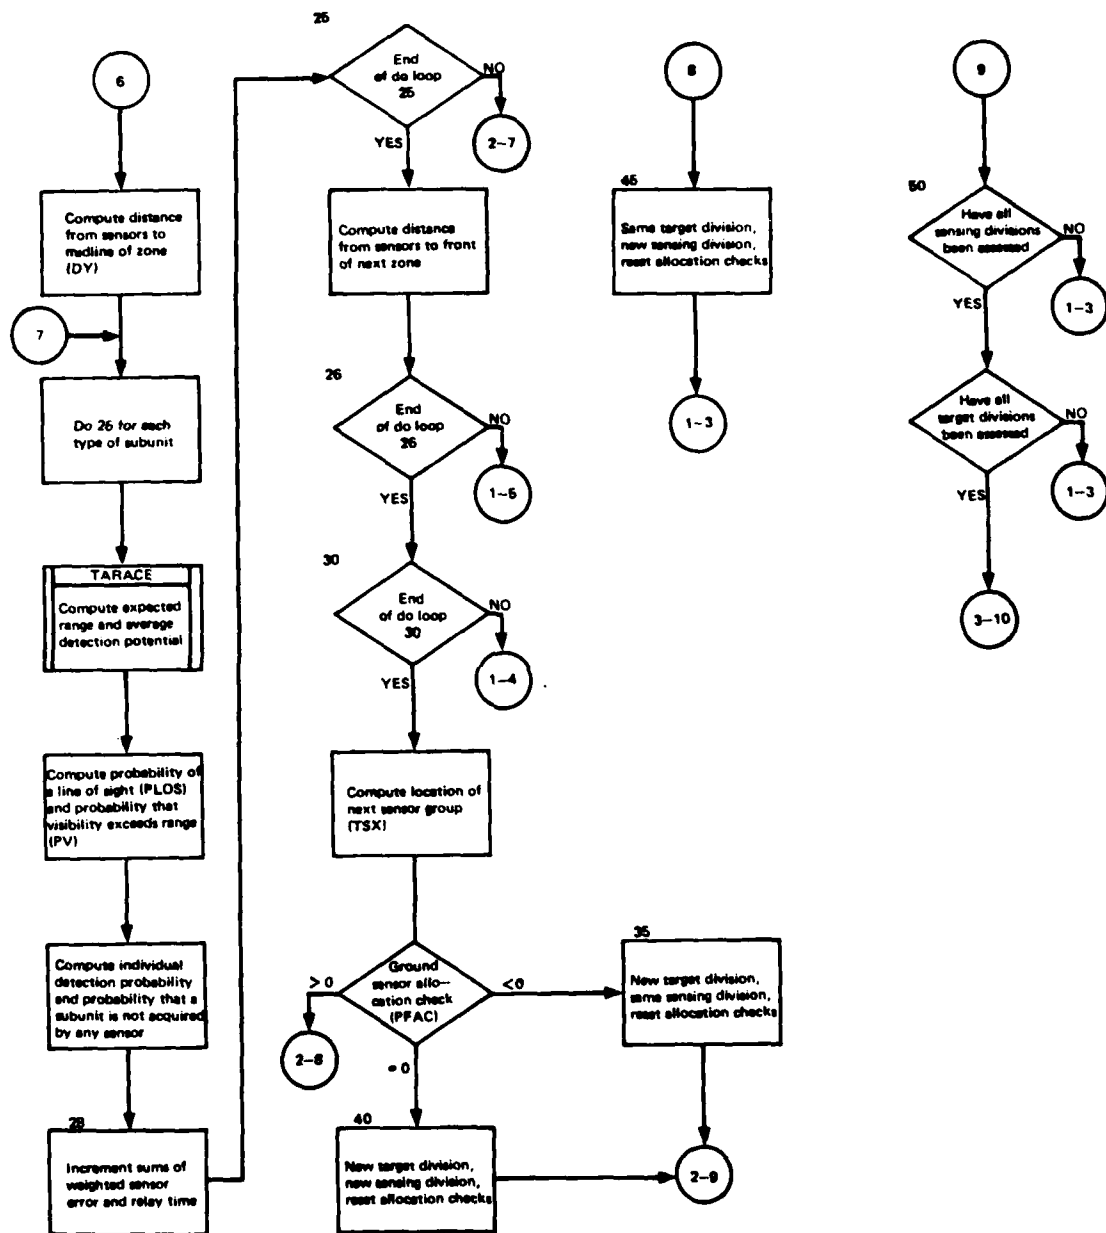 6
Compute distance
from sensors to
midline of zone
(DY)
7
Do 26 for each
type of subunit
TARACE
Compute expected
range and average
detection potential
Compute probability of
a line of sight (PLOS)
and probability that
visibility exceeds range
(PV)
Compute individual
detection probability
and probability that a
subunit is not acquired
by any sensor
28
Increment sums of
weighted sensor
error and relay time
25
End
of do loop
25
NO
2-7
YES
Compute distance
from sensors to front
of next zone
26
End
of do loop
26
NO
1-5
YES
30
End
of do loop
30
NO
1-4
YES
Compute location of
next sensor group
(TSX)
Ground
sensor allo-
cation check
(PFAC)
> 0
<0
2-8
= 0
40
New target division,
new sensing division,
reset allocation checks
35
New target division,
same sensing division,
reset allocation checks
2-9
8
45
Same target division,
new sensing division,
reset allocation checks
1-3
9
50
Have all
sensing divisions
been assessed
NO
1-3
YES
Have all
target divisions
been assessed
NO
1-3
YES
3-10